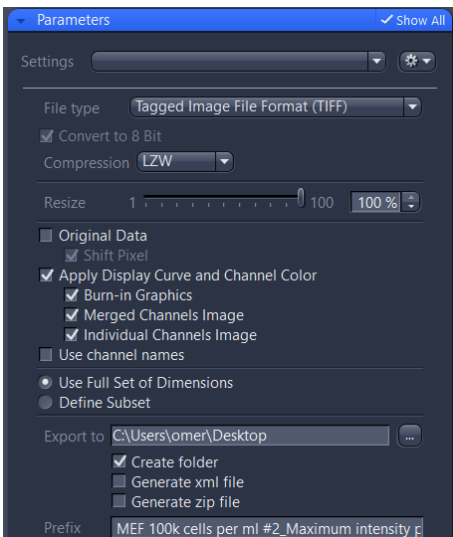 Parameters Show All
Settings
File type Tagged Image File Format (TIFF)
Convert to 8 Bit
Compression LZW
Resize 1 100 100 %
Original Data
Shift Pixel
Apply Display Curve and Channel Color
Burn-in Graphics
Merged Channels Image
Individual Channels Image
Use channel names
Use Full Set of Dimensions
Define Subset
Export to C:\Users\omer\Desktop ...
Create folder
Generate xml file
Generate zip file
Prefix MEF 100k cells per ml #2_Maximum intensity p